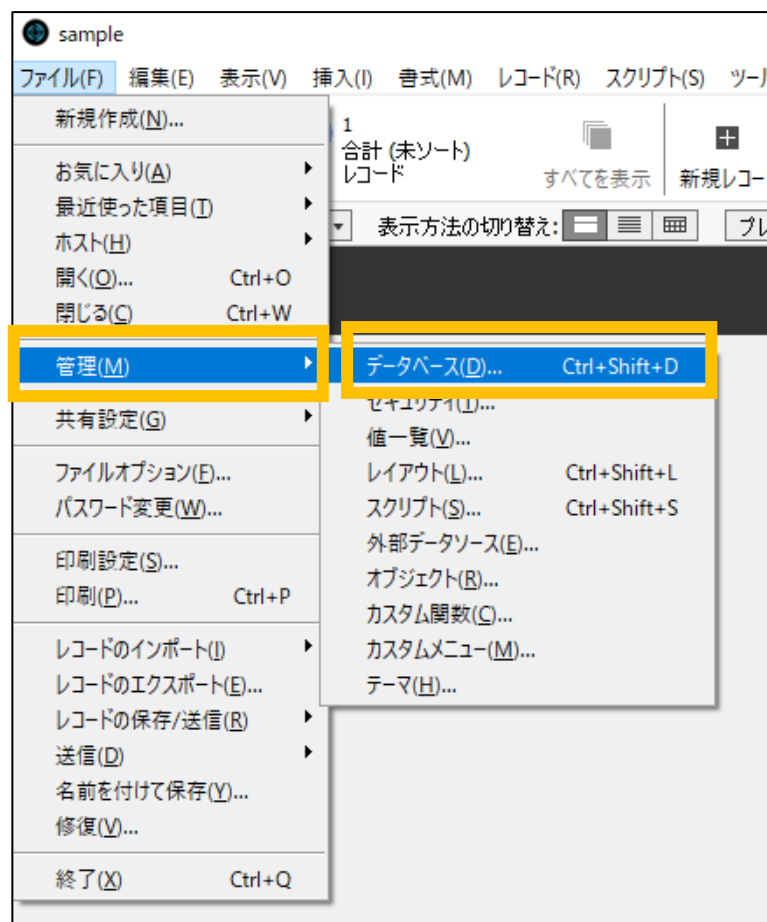 sample
ファイル(F) 編集(E) 表示(V) 挿入(I) 書式(M) レコード(R) スクリプト(S)
1
合計 (未ソート)
レコード
すべてを表示
表示方法の切り替え:
新規作成(N)...
お気に入り(A)
最近使った項目(T)
ホスト(H)
開く(O)... Ctrl+O
閉じる(C) Ctrl+W
管理(M)
共有設定(G)
ファイルオプション(F)...
パスワード変更(W)...
印刷設定(S)...
印刷(P)... Ctrl+P
レコードのインポート(I)
レコードのエクスポート(E)...
レコードの保存/送信(R)
送信(D)
名前を付けて保存(Y)...
修復(V)...
終了(X) Ctrl+Q
データベース(D)... Ctrl+Shift+D
セキュリティ(T)...
値一覧(V)...
レイアウト(L)... Ctrl+Shift+L
スクリプト(S)... Ctrl+Shift+S
外部データソース(E)...
オブジェクト(R)...
カスタム関数(C)...
カスタムメニュー(M)...
テーマ(H)...